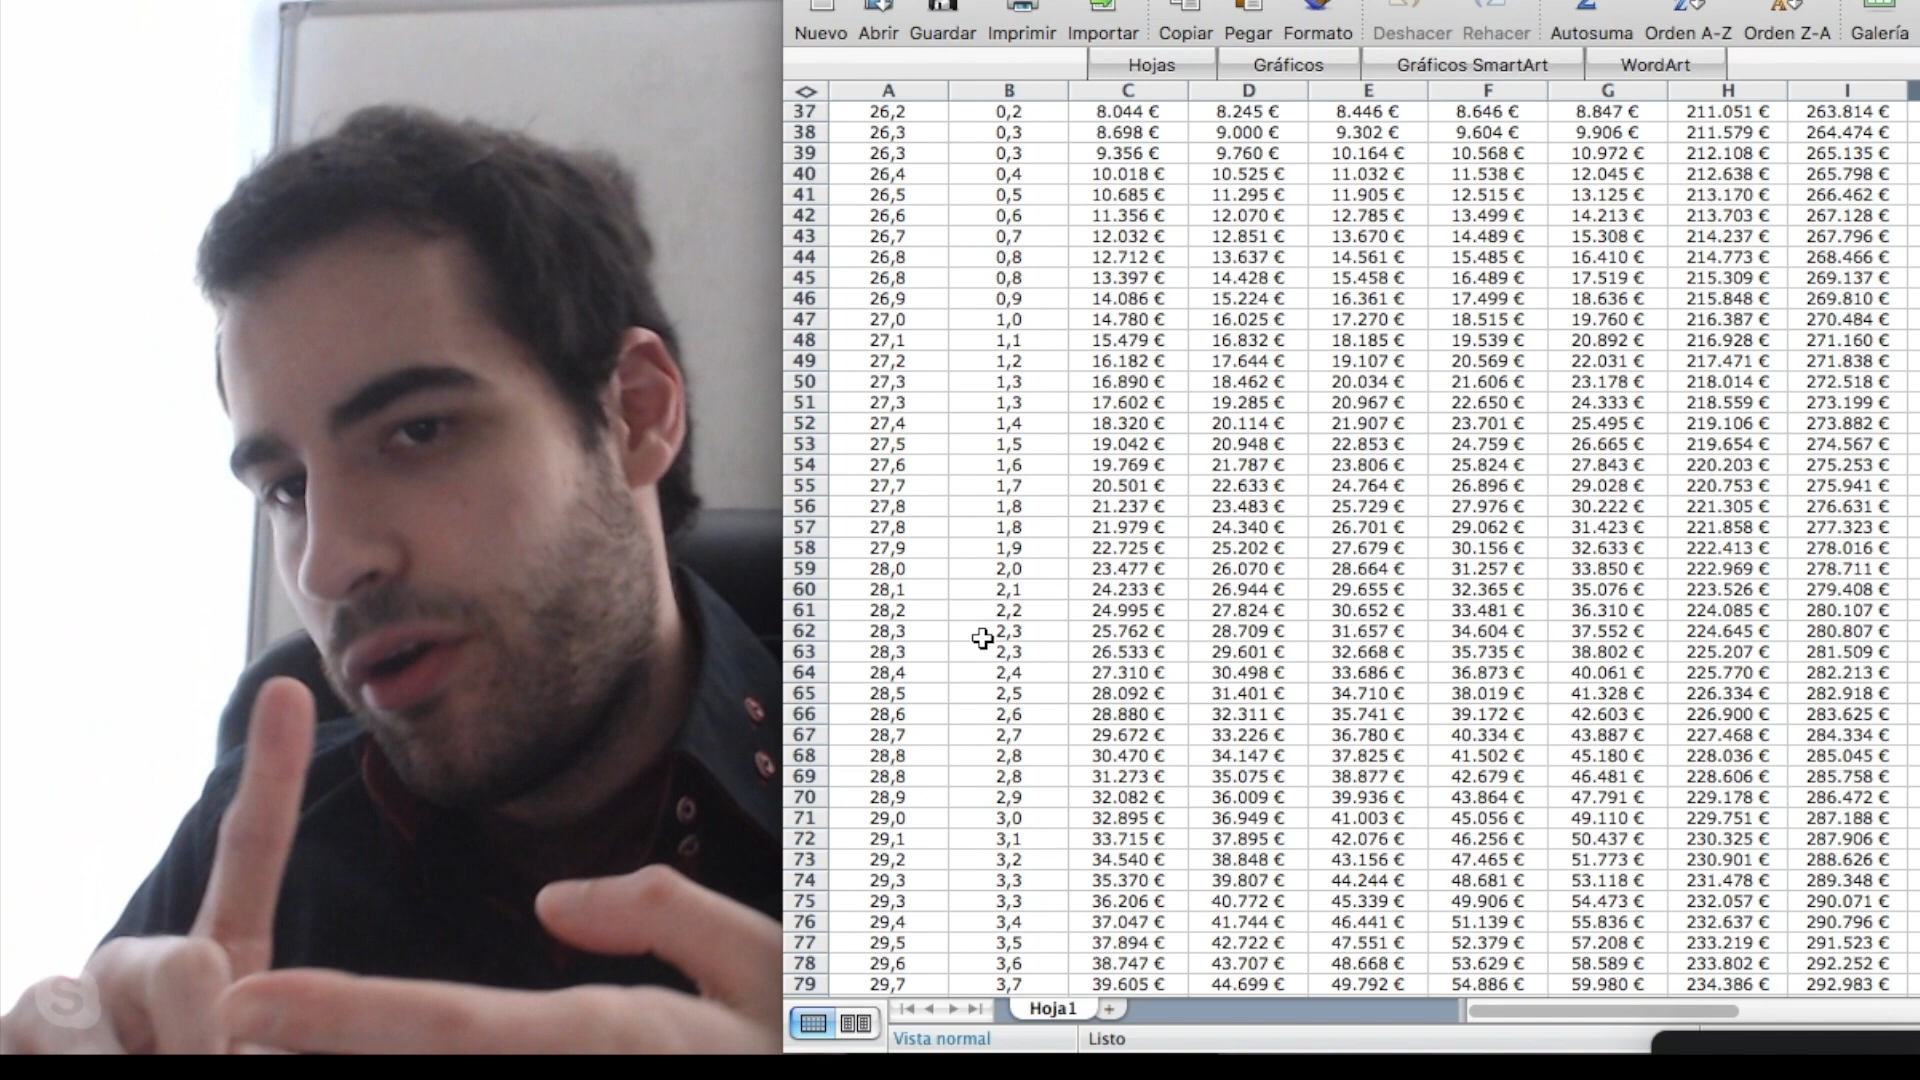 Nuevo Abrir Guardar Imprimir Importar Copiar Pegar Formato Deshacer Rehacer Autosuma Orden A-Z Orden Z-A Galería
Hojas Gráficos Gráficos SmartArt WordArt
A B C D E F G H I
37 26,2 0,2 8.044 € 8.245 € 8.446 € 8.646 € 8.847 € 211.051 € 263.814 €
38 26,3 0,3 8.698 € 9.000 € 9.302 € 9.604 € 9.906 € 211.579 € 264.474 €
39 26,3 0,3 9.356 € 9.760 € 10.164 € 10.568 € 10.972 € 212.108 € 265.135 €
40 26,4 0,4 10.018 € 10.525 € 11.032 € 11.538 € 12.045 € 212.638 € 265.798 €
41 26,5 0,5 10.685 € 11.295 € 11.905 € 12.515 € 13.125 € 213.170 € 266.462 €
42 26,6 0,6 11.356 € 12.070 € 12.785 € 13.499 € 14.213 € 213.703 € 267.128 €
43 26,7 0,7 12.032 € 12.851 € 13.670 € 14.489 € 15.308 € 214.237 € 267.796 €
44 26,8 0,8 12.712 € 13.637 € 14.561 € 15.485 € 16.410 € 214.773 € 268.466 €
45 26,8 0,8 13.397 € 14.428 € 15.458 € 16.489 € 17.519 € 215.309 € 269.137 €
46 26,9 0,9 14.086 € 15.224 € 16.361 € 17.499 € 18.636 € 215.848 € 269.810 €
47 27,0 1,0 14.780 € 16.025 € 17.270 € 18.515 € 19.760 € 216.387 € 270.484 €
48 27,1 1,1 15.479 € 16.832 € 18.185 € 19.539 € 20.892 € 216.928 € 271.160 €
49 27,2 1,2 16.182 € 17.644 € 19.107 € 20.569 € 22.031 € 217.471 € 271.838 €
50 27,3 1,3 16.890 € 18.462 € 20.034 € 21.606 € 23.178 € 218.014 € 272.518 €
51 27,3 1,3 17.602 € 19.285 € 20.967 € 22.650 € 24.333 € 218.559 € 273.199 €
52 27,4 1,4 18.320 € 20.114 € 21.907 € 23.701 € 25.495 € 219.106 € 273.882 €
53 27,5 1,5 19.042 € 20.948 € 22.853 € 24.759 € 26.665 € 219.654 € 274.567 €
54 27,6 1,6 19.769 € 21.787 € 23.806 € 25.824 € 27.843 € 220.203 € 275.253 €
55 27,7 1,7 20.501 € 22.633 € 24.764 € 26.896 € 29.028 € 220.753 € 275.941 €
56 27,8 1,8 21.237 € 23.483 € 25.729 € 27.976 € 30.222 € 221.305 € 276.631 €
57 27,8 1,8 21.979 € 24.340 € 26.701 € 29.062 € 31.423 € 221.858 € 277.323 €
58 27,9 1,9 22.725 € 25.202 € 27.679 € 30.156 € 32.633 € 222.413 € 278.016 €
59 28,0 2,0 23.477 € 26.070 € 28.664 € 31.257 € 33.850 € 222.969 € 278.711 €
60 28,1 2,1 24.233 € 26.944 € 29.655 € 32.365 € 35.076 € 223.526 € 279.408 €
61 28,2 2,2 24.995 € 27.824 € 30.652 € 33.481 € 36.310 € 224.085 € 280.107 €
62 28,3 2,3 25.762 € 28.709 € 31.657 € 34.604 € 37.552 € 224.645 € 280.807 €
63 28,3 2,3 26.533 € 29.601 € 32.668 € 35.735 € 38.802 € 225.207 € 281.509 €
64 28,4 2,4 27.310 € 30.498 € 33.686 € 36.873 € 40.061 € 225.770 € 282.213 €
65 28,5 2,5 28.092 € 31.401 € 34.710 € 38.019 € 41.328 € 226.334 € 282.918 €
66 28,6 2,6 28.880 € 32.311 € 35.741 € 39.172 € 42.603 € 226.900 € 283.625 €
67 28,7 2,7 29.672 € 33.226 € 36.780 € 40.334 € 43.887 € 227.468 € 284.334 €
68 28,8 2,8 30.470 € 34.147 € 37.825 € 41.502 € 45.180 € 228.036 € 285.045 €
69 28,8 2,8 31.273 € 35.075 € 38.877 € 42.679 € 46.481 € 228.606 € 285.758 €
70 28,9 2,9 32.082 € 36.009 € 39.936 € 43.864 € 47.791 € 229.178 € 286.472 €
71 29,0 3,0 32.895 € 36.949 € 41.003 € 45.056 € 49.110 € 229.751 € 287.188 €
72 29,1 3,1 33.715 € 37.895 € 42.076 € 46.256 € 50.437 € 230.325 € 287.906 €
73 29,2 3,2 34.540 € 38.848 € 43.156 € 47.465 € 51.773 € 230.901 € 288.626 €
74 29,3 3,3 35.370 € 39.807 € 44.244 € 48.681 € 53.118 € 231.478 € 289.348 €
75 29,3 3,3 36.206 € 40.772 € 45.339 € 49.906 € 54.473 € 232.057 € 290.071 €
76 29,4 3,4 37.047 € 41.744 € 46.441 € 51.139 € 55.836 € 232.637 € 290.796 €
77 29,5 3,5 37.894 € 42.722 € 47.551 € 52.379 € 57.208 € 233.219 € 291.523 €
78 29,6 3,6 38.747 € 43.707 € 48.668 € 53.629 € 58.589 € 233.802 € 292.252 €
79 29,7 3,7 39.605 € 44.699 € 49.792 € 54.886 € 59.980 € 234.386 € 292.983 €
Hoja1 +
Vista normal Listo
S